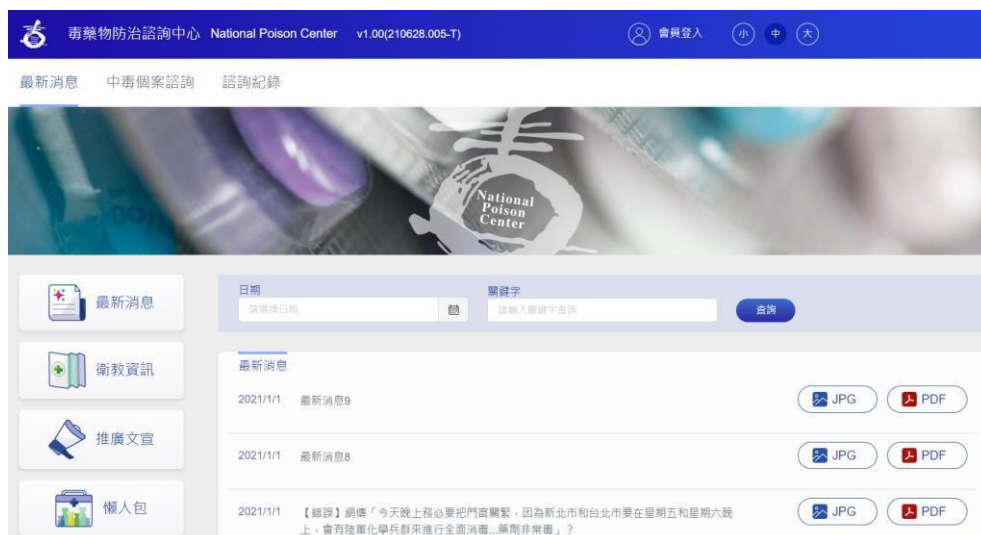 毒藥物防治諮詢中心 National Poison Center v1.00(210628.005-T) 會員登入 小 中 大
最新消息 中毒個案諮詢 諮詢紀錄
毒
National
Poison
Center
最新消息
衛教資訊
推廣文宣
懶人包
日期 關鍵字
請選擇日期 請輸入關鍵字查詢 查詢
最新消息
2021/1/1 最新消息9 JPG PDF
2021/1/1 最新消息8 JPG PDF
2021/1/1 【錯誤】網傳「今天晚上務必要把門窗關緊,因為新北市和台北市要在星期五和星期六晚 JPG PDF
上,會有陸軍化學兵群來進行全面消毒...藥劑非常毒」?